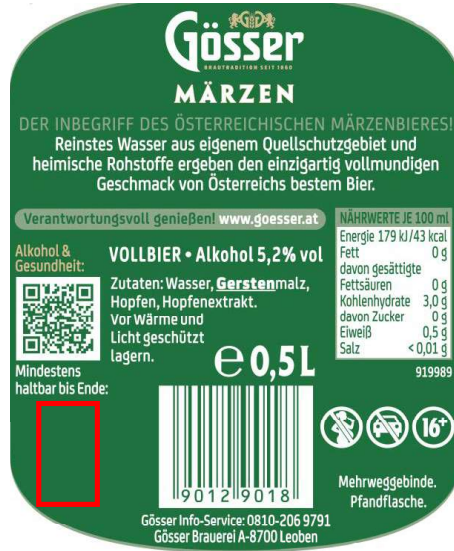 Gösser
BRAUTRADITION SEIT 1860
MÄRZEN
DER INBEGRIFF DES ÖSTERREICHISCHEN MÄRZENBIERES!
Reinstes Wasser aus eigenem Quellschutzgebiet und
heimische Rohstoffe ergeben den einzigartig vollmundigen
Geschmack von Österreichs bestem Bier.
Verantwortungsvoll genießen! www.goesser.at
Alkohol &
Gesundheit:
VOLLBIER • Alkohol 5,2% vol
Zutaten: Wasser, Gerstenmalz,
Hopfen, Hopfenextrakt.
Vor Wärme und
Licht geschützt
lagern.
e 0,5L
NÄHRWERTE JE 100 ml
Energie 179 kJ/43 kcal
Fett 0 g
davon gesättigte
Fettsäuren 0 g
Kohlenhydrate 3,0 g
davon Zucker 0 g
Eiweiß 0,5 g
Salz <0,01 g
919989
Mindestens
haltbar bis Ende:
90129018
16+
Mehrweggebinde.
Pfandflasche.
Gösser Info-Service: 0810-206 9791
Gösser Brauerei A-8700 Leoben